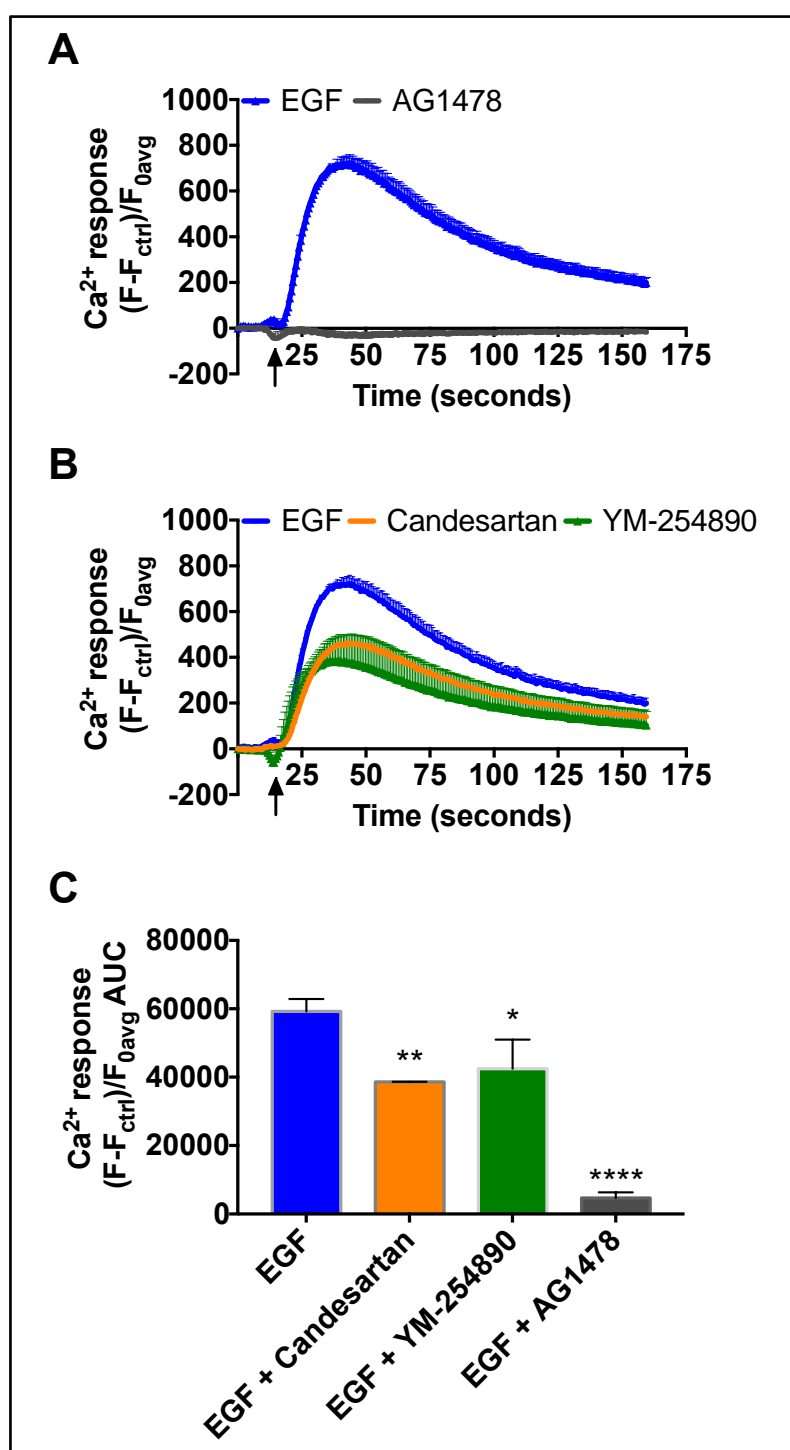 A
EGF AG1478
1000
800
600
400
200
0
-200
25 50 75 100 125 150 175
Time (seconds)
Ca²⁺ response
(F-Fctrl)/F0avg
B
EGF Candesartan YM-254890
1000
800
600
400
200
0
-200
25 50 75 100 125 150 175
Time (seconds)
Ca²⁺ response
(F-Fctrl)/F0avg
C
80000
60000
40000
20000
0
Ca²⁺ response
(F-Fctrl)/F0avg AUC
** * ****
EGF
EGF + Candesartan
EGF + YM-254890
EGF + AG1478